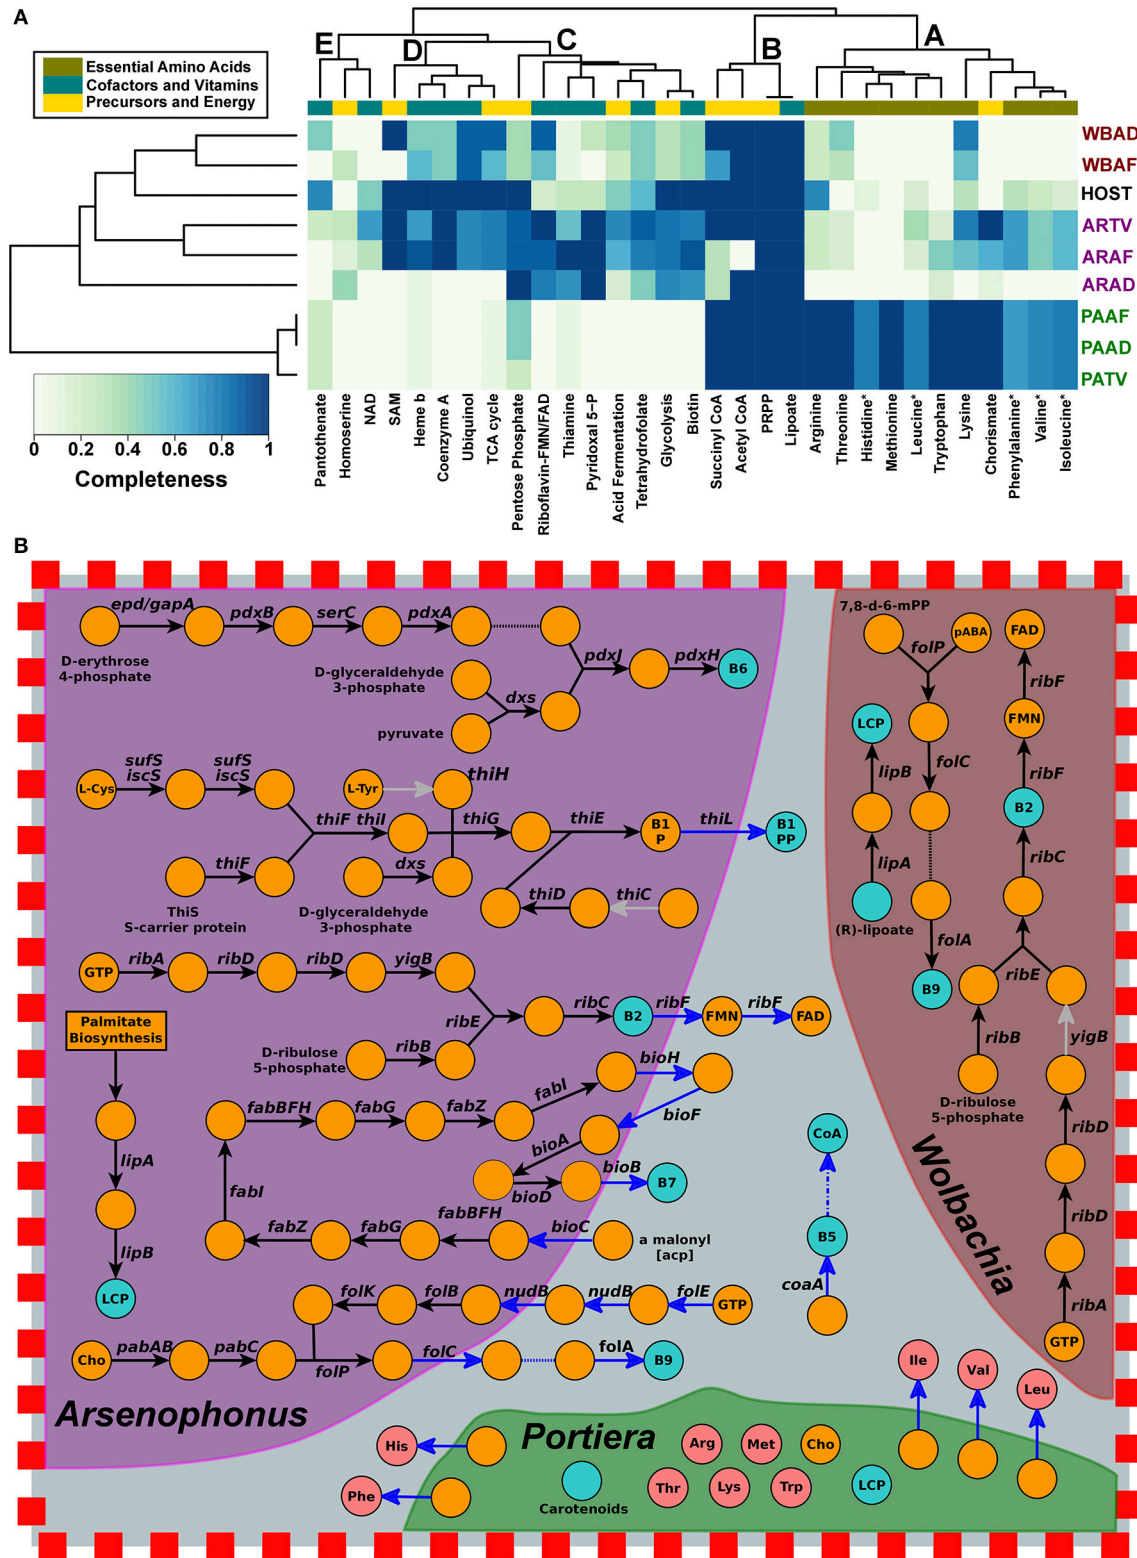 A
E
D
C
B
A
Essential Amino Acids
Cofactors and Vitamins
Precursors and Energy
WBAD
WBAF
HOST
ARTV
ARAF
ARAD
PAAF
PAAD
PATV
0
0.2
0.4
0.6
0.8
1
Completeness
Pantothenate
Homoserine
NAD
SAM
Heme b
Coenzyme A
Ubiquinol
TCA cycle
Pentose Phosphate
Riboflavin-FMN/FAD
Thiamine
Pyridoxal 5-P
Acid Fermentation
Tetrahydrofolate
Glycolysis
Biotin
Succinyl CoA
Acetyl CoA
PRPP
Lipoate
Arginine
Threonine
Histidine*
Methionine
Leucine*
Tryptophan
Lysine
Chorismate
Phenylalanine*
Valine*
Isoleucine*
B
epd/gapA
pdxB
serC
pdxA
D-erythrose
4-phosphate
D-glyceraldehyde
3-phosphate
pyruvate
dxs
pdxJ
pdxH
B6
L-Cys
sufS
iscS
sufS
iscS
L-Tyr
thiH
thiF
thiI
thiG
thiE
B1
P
thiL
B1
PP
thiF
ThiS
S-carrier protein
dxs
D-glyceraldehyde
3-phosphate
thiD
thiC
GTP
ribA
ribD
ribD
yigB
ribE
ribC
B2
ribF
FMN
ribF
FAD
D-ribulose
5-phosphate
ribB
Palmitate
Biosynthesis
lipA
lipB
LCP
fabBFH
fabG
fabZ
fabI
bioH
bioF
bioA
bioD
bioB
B7
fabI
fabZ
fabG
fabBFH
bioC
a malonyl
[acp]
folK
folB
nudB
nudB
folE
GTP
Cho
pabAB
pabC
folP
folC
folA
B9
Arsenophonus
CoA
B5
coaA
7,8-d-6-mPP
pABA
FAD
folP
ribF
LCP
FMN
folC
lipB
ribF
B2
lipA
ribC
(R)-lipoate
folA
B9
ribE
ribB
yigB
D-ribulose
5-phosphate
ribD
ribD
ribA
GTP
Wolbachia
Ile
Val
Leu
His
Phe
Portiera
Carotenoids
Arg
Met
Cho
Thr
Lys
Trp
LCP